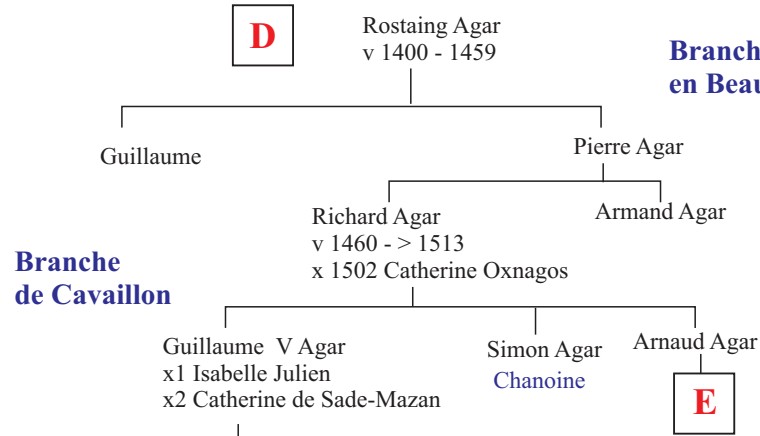 D
Rostaing Agar
v 1400 - 1459
Branch
en Beau
Guillaume
Pierre Agar
Richard Agar
v 1460 - > 1513
x 1502 Catherine Oxnagos
Armand Agar
Branche
de Cavaillon
Guillaume V Agar
x1 Isabelle Julien
x2 Catherine de Sade-Mazan
Simon Agar
Chanoine
Arnaud Agar
E